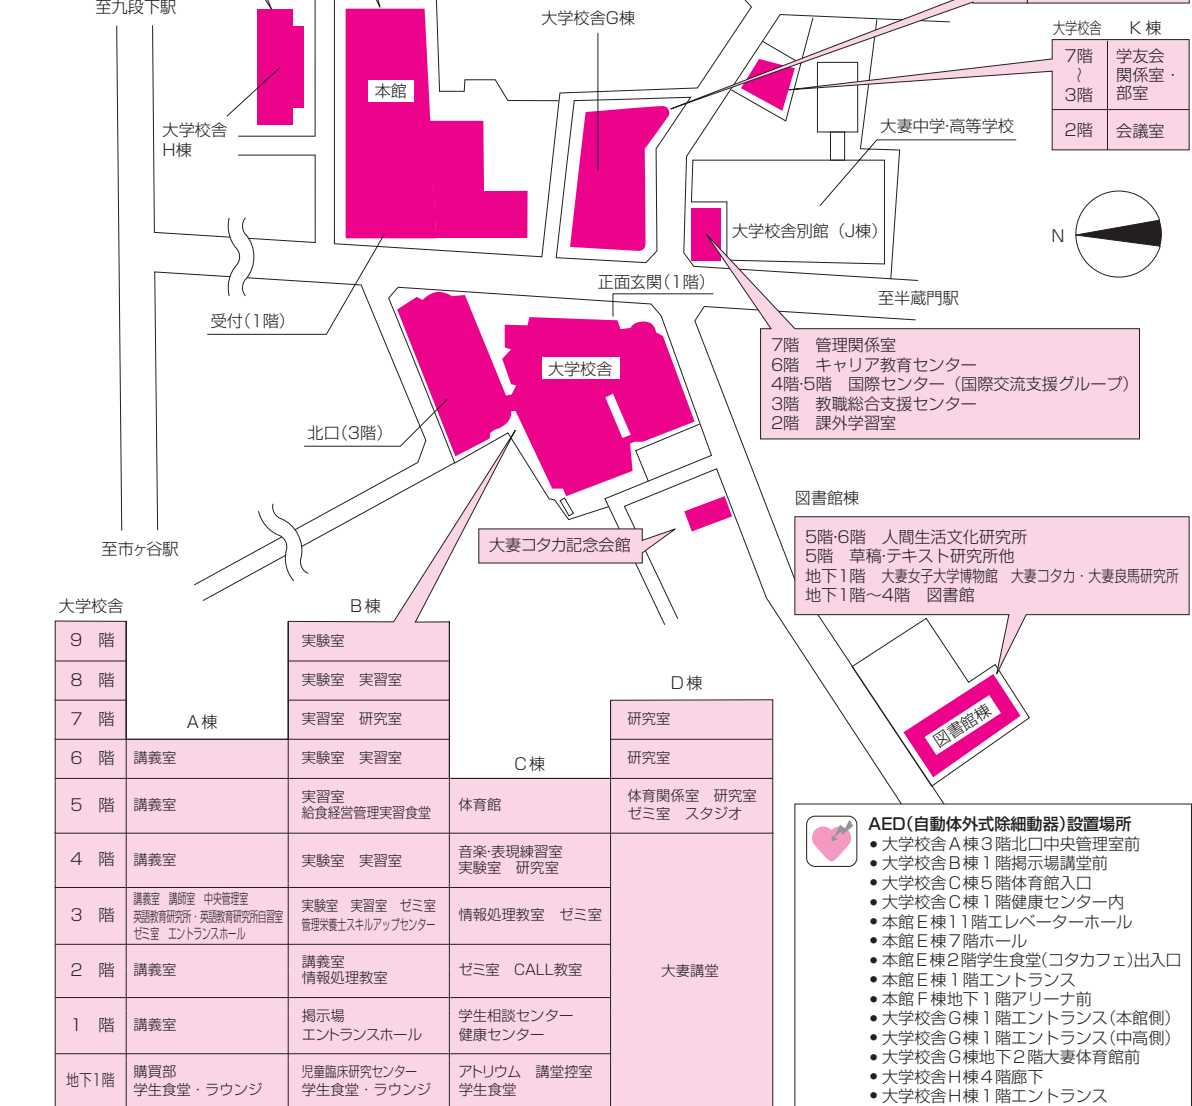 至九段下駅
大学校舎G棟
大学校舎 K棟
7階 学友会
〜 関係室・
3階 部室
2階 会議室
本館
大学校舎
H棟
大妻中学・高等学校
大学校舎別館（J棟）
N
正面玄関(1階)
至半蔵門駅
受付(1階)
7階 管理関係室
6階 キャリア教育センター
4階・5階 国際センター（国際交流支援グループ）
3階 教職総合支援センター
2階 課外学習室
大学校舎
北口(3階)
図書館棟
5階・6階 人間生活文化研究所
5階 草稿・テキスト研究所他
地下1階 大妻女子大学博物館 大妻コタカ・大妻良馬研究所
地下1階〜4階 図書館
大妻コタカ記念会館
至市ヶ谷駅
図書館棟
大学校舎
A棟
B棟
C棟
D棟
9 階 実験室
8 階 実験室 実習室
7 階 実習室 研究室 研究室
6 階 講義室 実験室 実習室 研究室
5 階 講義室 実習室 体育館 体育関係室 研究室
給食経営管理実習食堂 ゼミ室 スタジオ
4 階 講義室 実験室 実習室 音楽・表現練習室
実験室 研究室
3 階 講義室 講師室 中央管理室 実験室 実習室 ゼミ室 情報処理教室 ゼミ室
英語教育研究所・英語教育研究所自習室 管理栄養士スキルアップセンター
ゼミ室 エントランスホール
2 階 講義室 講義室 ゼミ室 CALL教室 大妻講堂
情報処理教室
1 階 講義室 掲示場 学生相談センター
エントランスホール 健康センター
地下1階 購買部 児童臨床研究センター アトリウム 講堂控室
学生食堂・ラウンジ 学生食堂・ラウンジ 学生食堂
AED(自動体外式除細動器)設置場所
●大学校舎A棟3階北口中央管理室前
●大学校舎B棟1階掲示場講堂前
●大学校舎C棟5階体育館入口
●大学校舎C棟1階健康センター内
●本館E棟11階エレベーターホール
●本館E棟7階ホール
●本館E棟2階学生食堂(コタカフェ)出入口
●本館E棟1階エントランス
●本館F棟地下1階アリーナ前
●大学校舎G棟1階エントランス(本館側)
●大学校舎G棟1階エントランス(中高側)
●大学校舎G棟地下2階大妻体育館前
●大学校舎H棟4階廊下
●大学校舎H棟1階エントランス